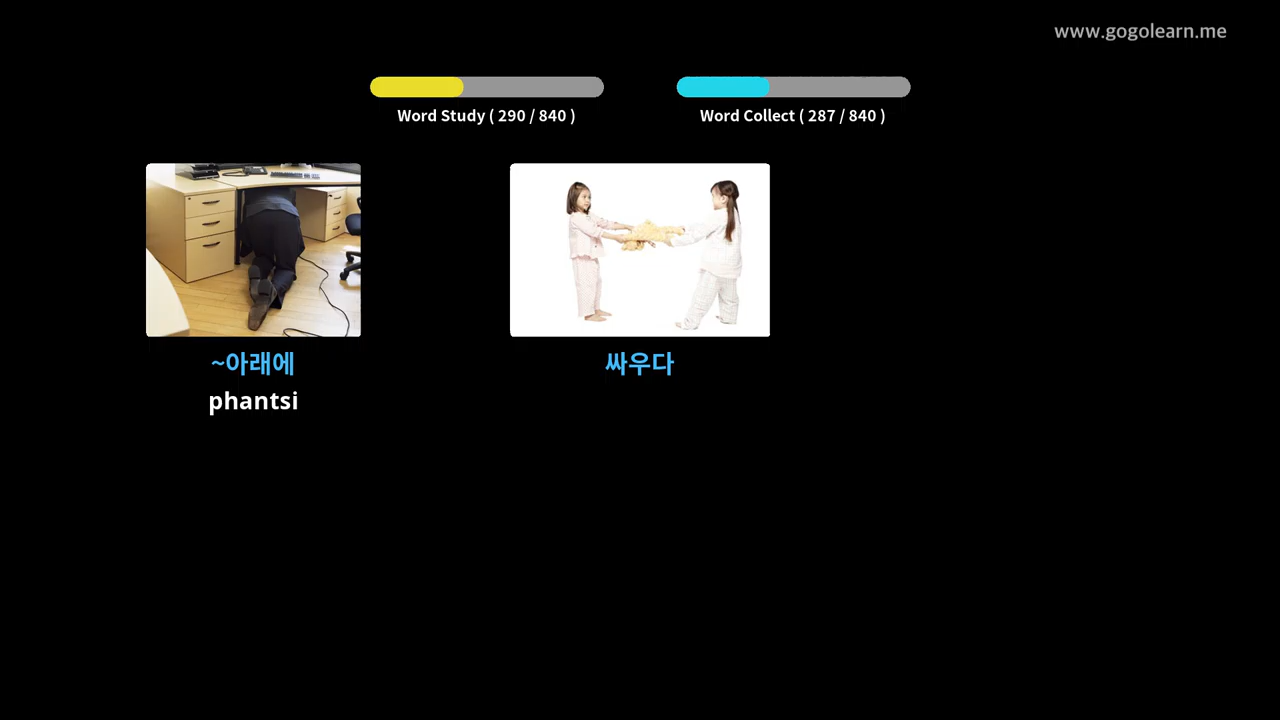 www.gogolearn.me
Word Study ( 290 / 840 )
Word Collect ( 287 / 840 )
~아래에
phantsi
싸우다